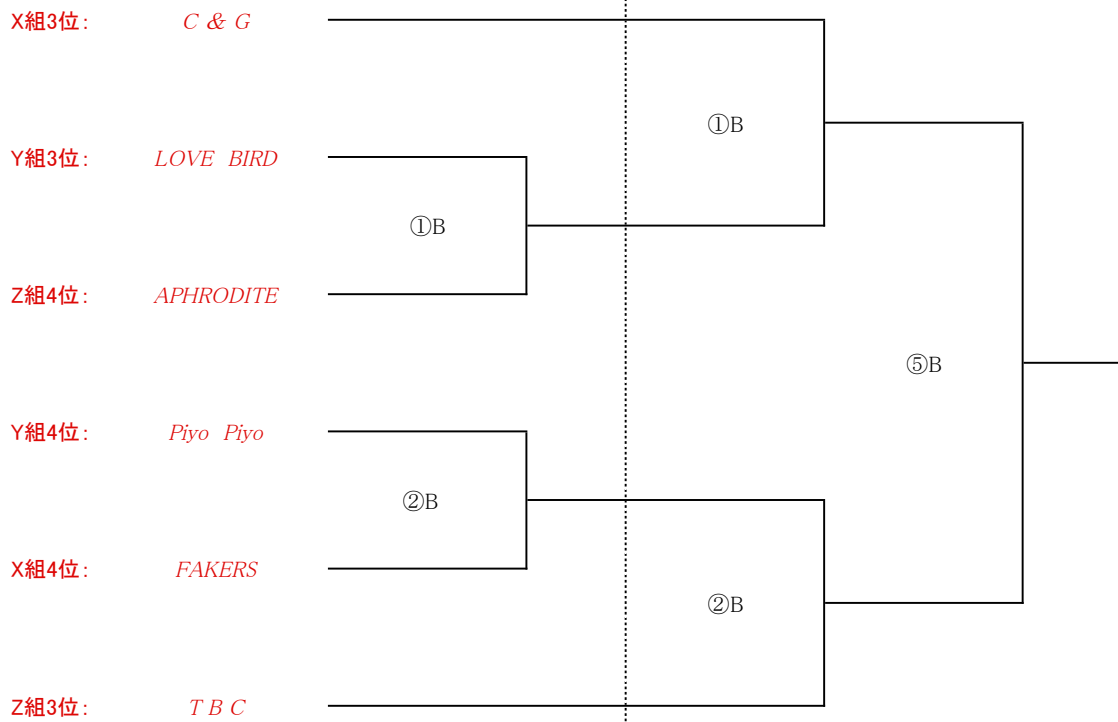 X組3位： C & G
①B
Y組3位： LOVE BIRD
①B
Z組4位： APHRODITE
⑤B
Y組4位： Piyo Piyo
②B
X組4位： FAKERS
②B
Z組3位： T B C